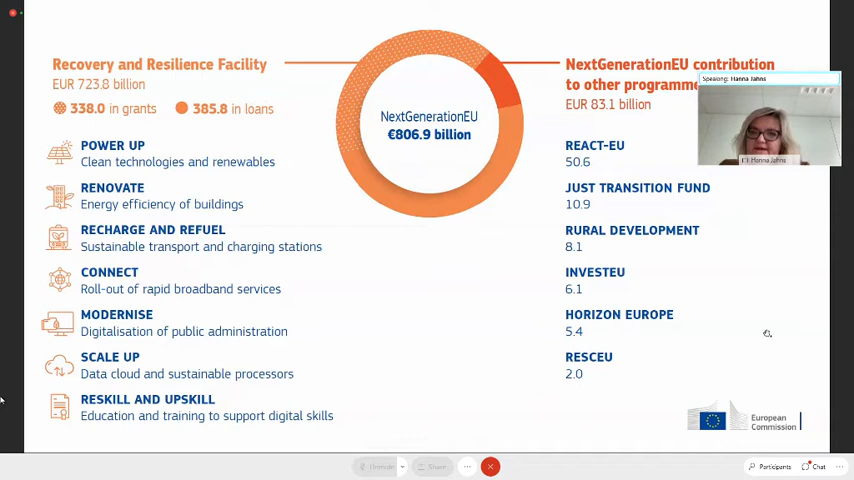 Recovery and Resilience Facility
EUR 723.8 billion
338.0 in grants
385.8 in loans
POWER UP
Clean technologies and renewables
RENOVATE
Energy efficiency of buildings
RECHARGE AND REFUEL
Sustainable transport and charging stations
CONNECT
Roll-out of rapid broadband services
MODERNISE
Digitalisation of public administration
SCALE UP
Data cloud and sustainable processors
RESKILL AND UPSKILL
Education and training to support digital skills
NextGenerationEU
€806.9 billion
NextGenerationEU contribution
to other programme
EUR 83.1 billion
REACT-EU
50.6
JUST TRANSITION FUND
10.9
RURAL DEVELOPMENT
8.1
INVESTEU
6.1
HORIZON EUROPE
5.4
RESCEU
2.0
Speaking: Hanna Jahns
Hanna Jahns
European
Commission
Unmute
Share
Participants
Chat